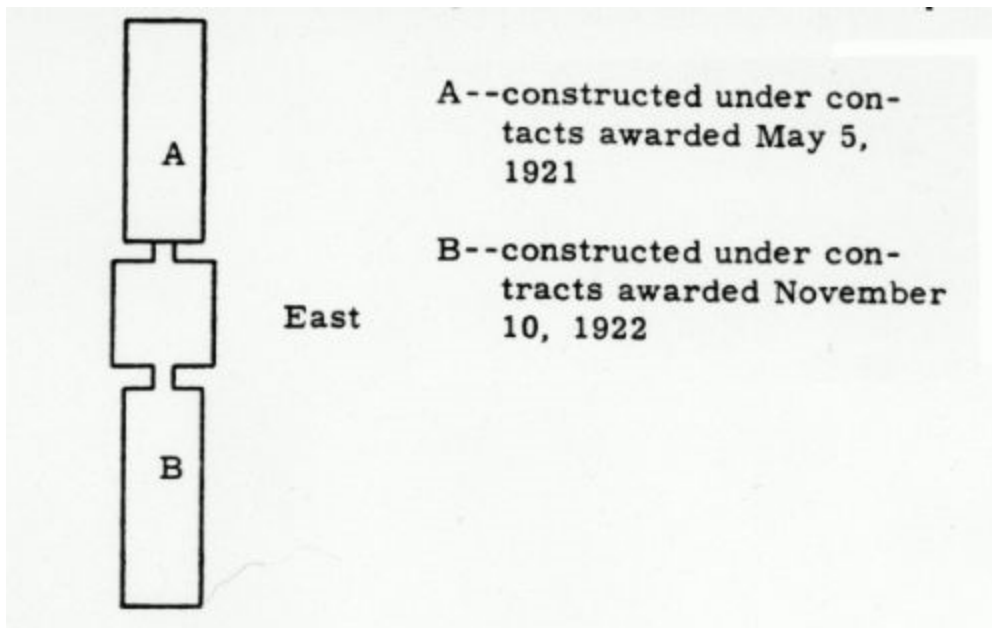 A
A--constructed under con-
tacts awarded May 5,
1921
B--constructed under con-
tracts awarded November
10, 1922
East
B